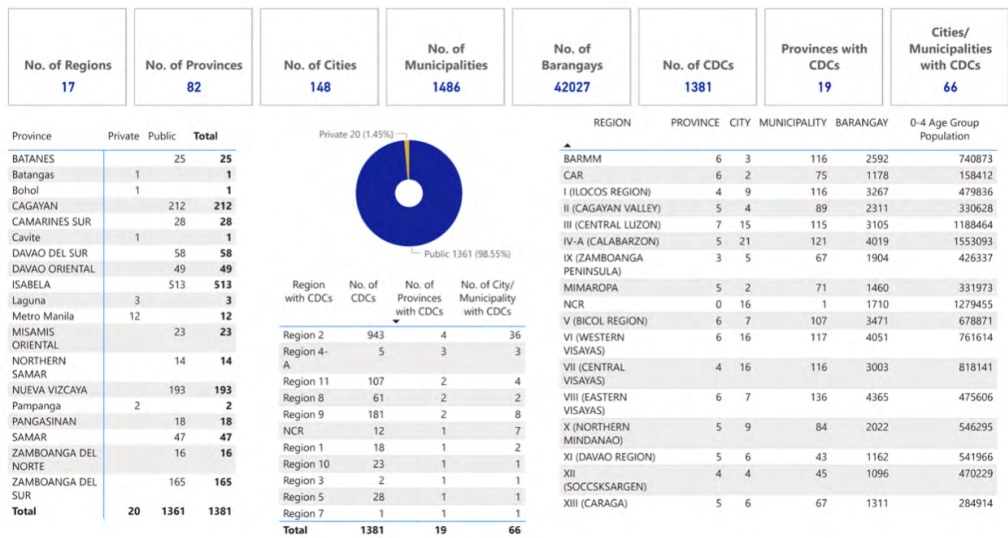 No. of Regions
17
No. of Provinces
82
No. of Cities
148
No. of
Municipalities
1486
No. of
Barangays
42027
No. of CDCs
1381
Provinces with
CDCs
19
Cities/
Municipalities
with CDCs
66
Province Private Public Total
BATANES 25 25
Batangas 1 1
Bohol 1 1
CAGAYAN 212 212
CAMARINES SUR 28 28
Cavite 1 1
DAVAO DEL SUR 58 58
DAVAO ORIENTAL 49 49
ISABELA 513 513
Laguna 3 3
Metro Manila 12 12
MISAMIS 23 23
ORIENTAL
NORTHERN 14 14
SAMAR
NUEVA VIZCAYA 193 193
Pampanga 2 2
PANGASINAN 18 18
SAMAR 47 47
ZAMBOANGA DEL 16 16
NORTE
ZAMBOANGA DEL 165 165
SUR
Total 20 1361 1381
Private 20 (1.45%)
Public 1361 (98.55%)
Region No. of No. of No. of City/
with CDCs CDCs Provinces Municipality
with CDCs with CDCs
Region 2 943 4 36
Region 4- 5 3 3
A
Region 11 107 2 4
Region 8 61 2 2
Region 9 181 2 8
NCR 12 1 7
Region 1 18 1 2
Region 10 23 1 1
Region 3 2 1 1
Region 5 28 1 1
Region 7 1 1 1
Total 1381 19 66
REGION PROVINCE CITY MUNICIPALITY BARANGAY 0-4 Age Group
Population
BARMM 6 3 116 2592 740873
CAR 6 2 75 1178 158412
I (ILOCOS REGION) 4 9 116 3267 479836
II (CAGAYAN VALLEY) 5 4 89 2311 330628
III (CENTRAL LUZON) 7 15 115 3105 1188464
IV-A (CALABARZON) 5 21 121 4019 1553093
IX (ZAMBOANGA 3 5 67 1904 426337
PENINSULA)
MIMAROPA 5 2 71 1460 331973
NCR 0 16 1 1710 1279455
V (BICOL REGION) 6 7 107 3471 678871
VI (WESTERN 6 16 117 4051 761614
VISAYAS)
VII (CENTRAL 4 16 116 3003 818141
VISAYAS)
VIII (EASTERN 6 7 136 4365 475606
VISAYAS)
X (NORTHERN 5 9 84 2022 546295
MINDANAO)
XI (DAVAO REGION) 5 6 43 1162 541966
XII 4 4 45 1096 470229
(SOCCSKSARGEN)
XIII (CARAGA) 5 6 67 1311 284914